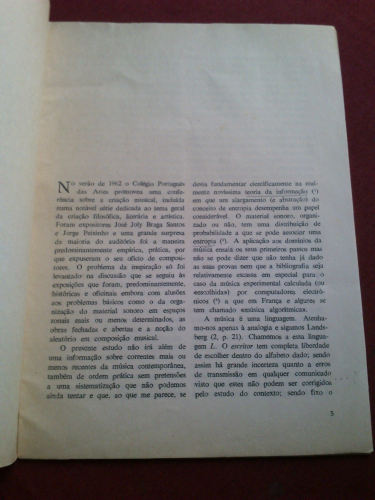 No verão de 1962 o Colégio Português
das Artes promoveu uma confe-
rência sobre a criação musical, incluída
numa notável série dedicada ao tema geral
da criação filosófica, literária e artística.
Foram expositores José Joly Braga Santos
e Jorge Peixinho e uma grande surpresa
da maioria do auditório foi a maneira
predominantemente empírica, prática, por
que expuseram o seu ofício de composi-
tores. O problema da inspiração só foi
levantado na discussão que se seguiu às
exposições que foram, predominantemente,
históricas e oficinais embora com alusões
aos problemas básicos como o da orga-
nização do material sonoro em espaços
tonais mais ou menos determinados, as
obras fechadas e abertas e a noção do
aleatório em composição musical.
O presente estudo não irá além de
uma informação sobre correntes mais ou
menos recentes da música contemporânea,
também de ordem prática sem pretensões
a uma sistematização que não podemos
ainda tentar e que, ao que me parece, se
deva fundamentar cientificamente na real-
mente novíssima teoria da informação (¹)
em que um alargamento (e abstração) do
conceito de entropia desempenha um papel
considerável. O material sonoro, organi-
zado ou não, tem uma distribuição de
probabilidade a que se pode associar uma
entropia (²). A aplicação aos domínios da
música ensaia os seus primeiros passos mas
não se pode dizer que não tenha já dado
as suas provas nem que a bibliografia seja
relativamente escassa em especial para o
caso da música experimental calculada (ou
escolhida) por computadores electró-
nicos (³) a que em França e algures se
tem chamado ensinios algorítmicas.
A música é uma linguagem. Atenha-
mo-nos apenas à analogia e sigamos Lands-
berg (2, p. 21). Chamemos a esta lingua-
gem L. O escritor tem completa liberdade
de escolher dentro do alfabeto dado; sendo
assim há grande incerteza quanto a erros
de transmissão em qualquer comunicado
visto que estes não podem ser corrigidos
pelo estudo do contexto; sendo fixo o
5